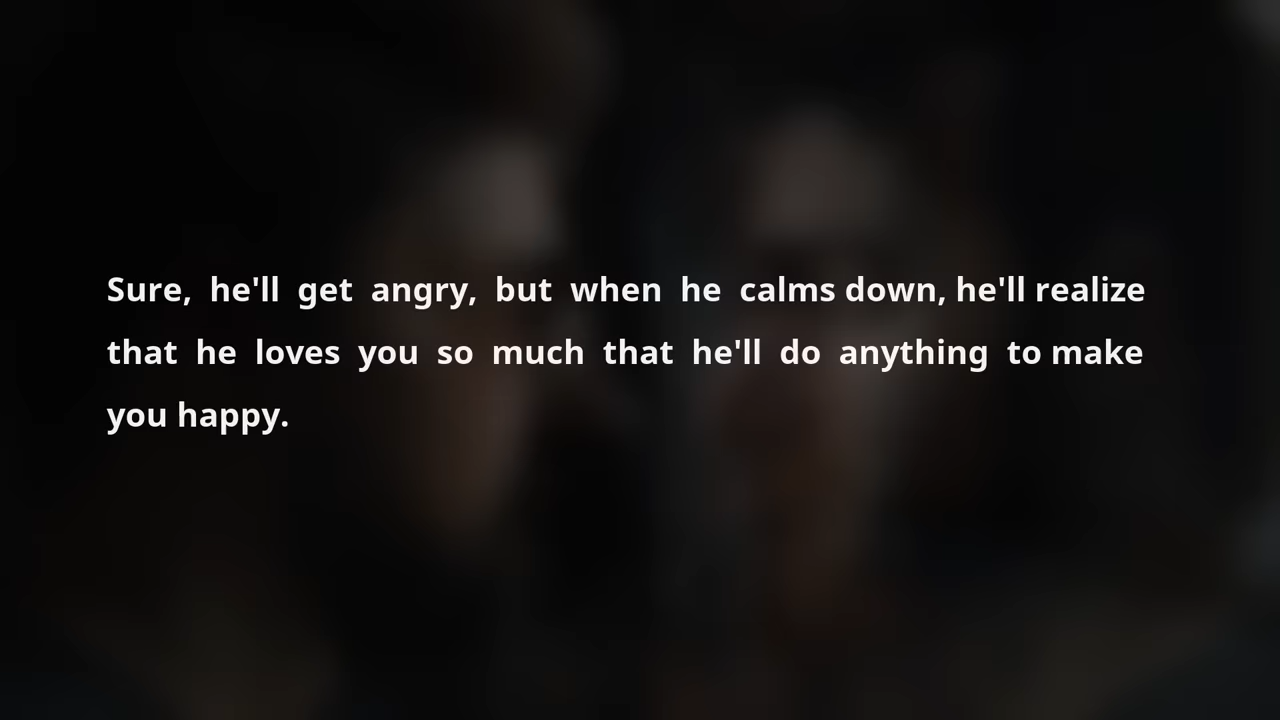 Sure, he'll get angry, but when he calms down, he'll realize
that he loves you so much that he'll do anything to make
you happy.